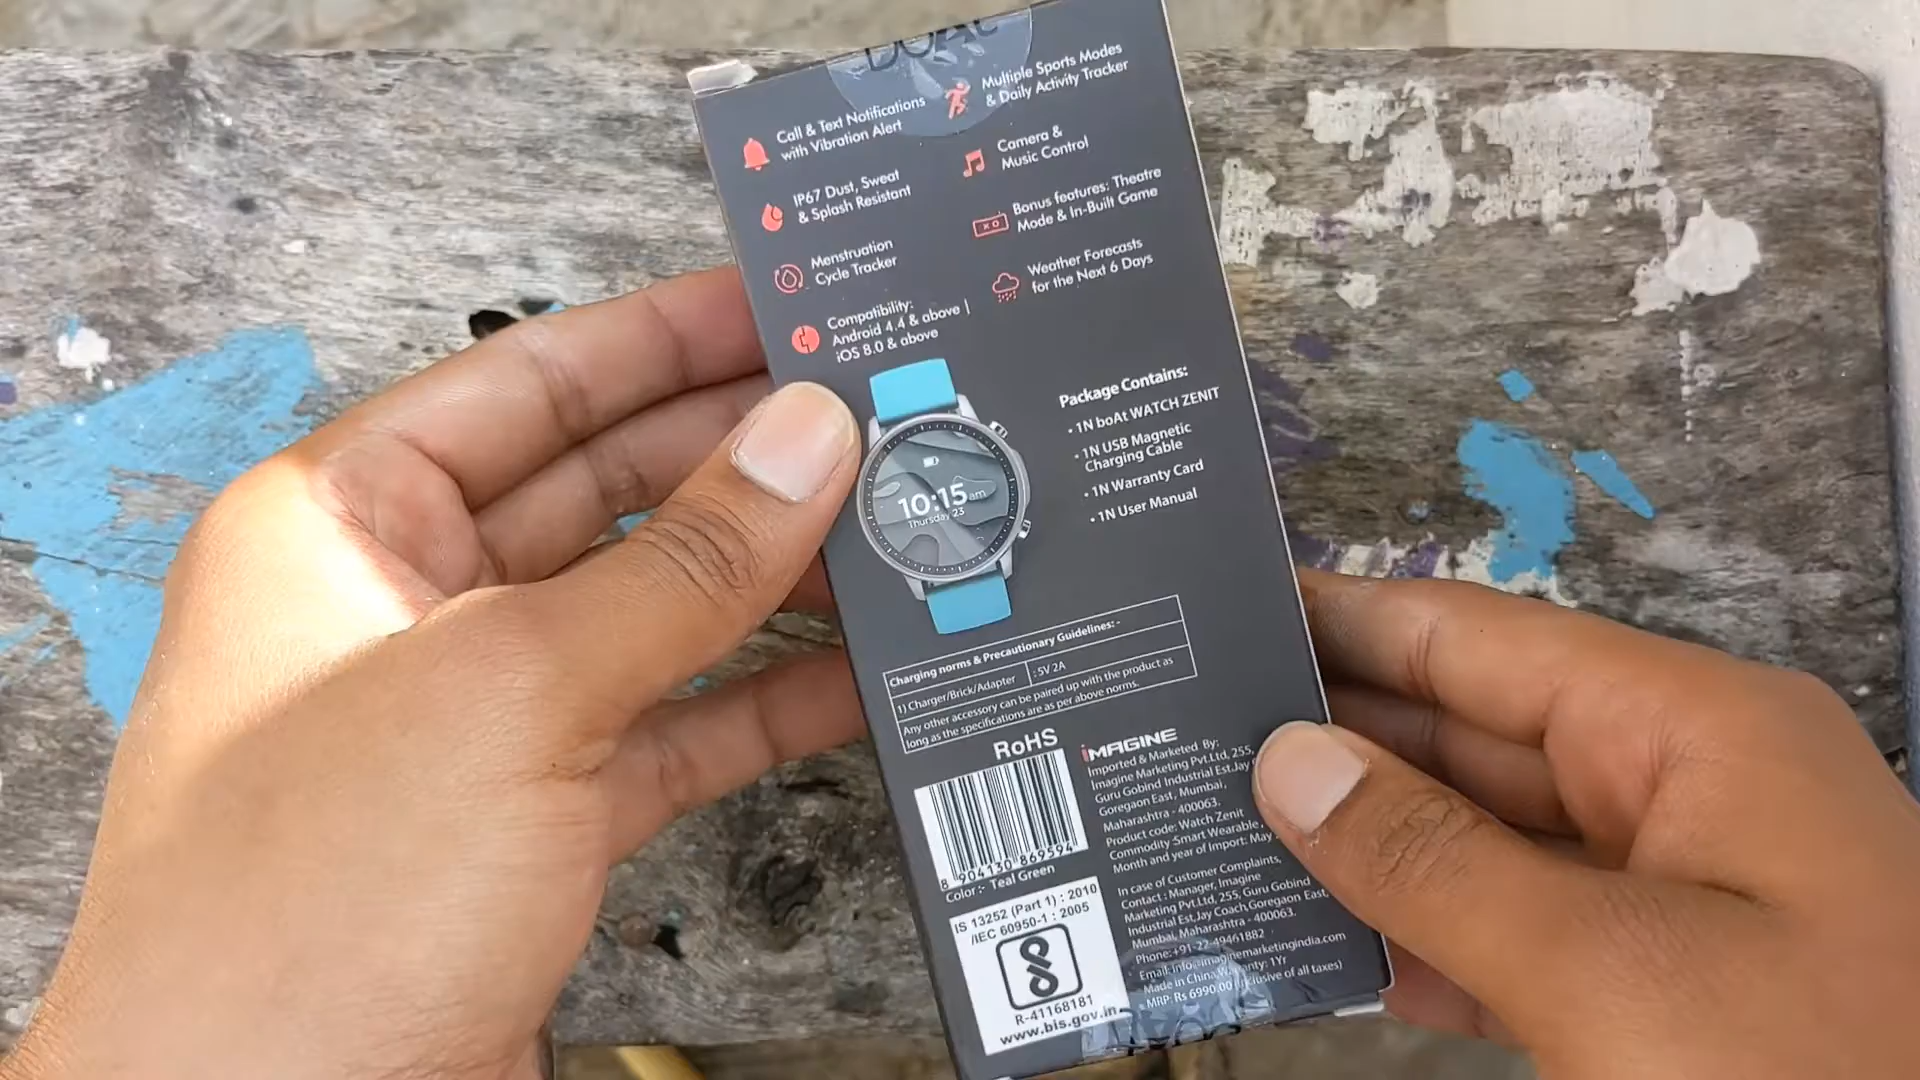 boAt
Call & Text Notifications
with Vibration Alert
Multiple Sports Modes
& Daily Activity Tracker
IP67 Dust, Sweat
& Splash Resistant
Camera &
Music Control
Menstruation
Cycle Tracker
Bonus features: Theatre
Mode & In-Built Game
Compatibility:
Android 4.4 & above |
iOS 8.0 & above
Weather Forecasts
for the Next 6 Days
10:15 am
Thursday 23
Package Contains:
• 1N boAt WATCH ZENIT
• 1N USB Magnetic
Charging Cable
• 1N Warranty Card
• 1N User Manual
Charging norms & Precautionary Guidelines: -
1) Charger/Brick/Adapter : 5V 2A
Any other accessory can be paired up with the product as
long as the specifications are as per above norms.
RoHS
8 904130 869594
Color :- Teal Green
IS 13252 (Part 1) : 2010
/IEC 60950-1 : 2005
R-41168181
www.bis.gov.in
iMAGINE
Imported & Marketed By:
Imagine Marketing Pvt.Ltd, 255,
Guru Gobind Industrial Est.Jay
Goregaon East, Mumbai,
Maharashtra - 400063.
Product code: Watch Zenit
Commodity :Smart Wearable
Month and year of Import: May
In case of Customer Complaints,
Contact : Manager, Imagine
Marketing Pvt.Ltd, 255, Guru Gobind
Industrial Est,Jay Coach,Goregaon East,
Mumbai, Maharashtra - 400063.
Phone:+91-22-49461882
Email: info@imaginemarketingindia.com
Made in China,Warranty: 1Yr
MRP: Rs 6990.00 (Inclusive of all taxes)
boAt